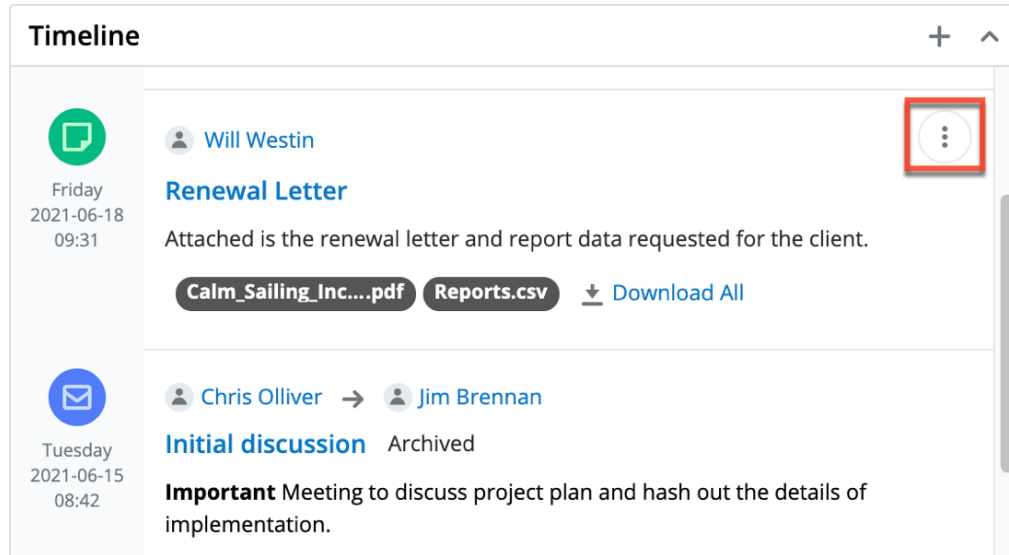 Timeline
Will Westin
Friday
2021-06-18
09:31
Renewal Letter
Attached is the renewal letter and report data requested for the client.
Calm_Sailing_Inc....pdf Reports.csv Download All
Chris Olliver → Jim Brennan
Tuesday
2021-06-15
08:42
Initial discussion Archived
Important Meeting to discuss project plan and hash out the details of
implementation.